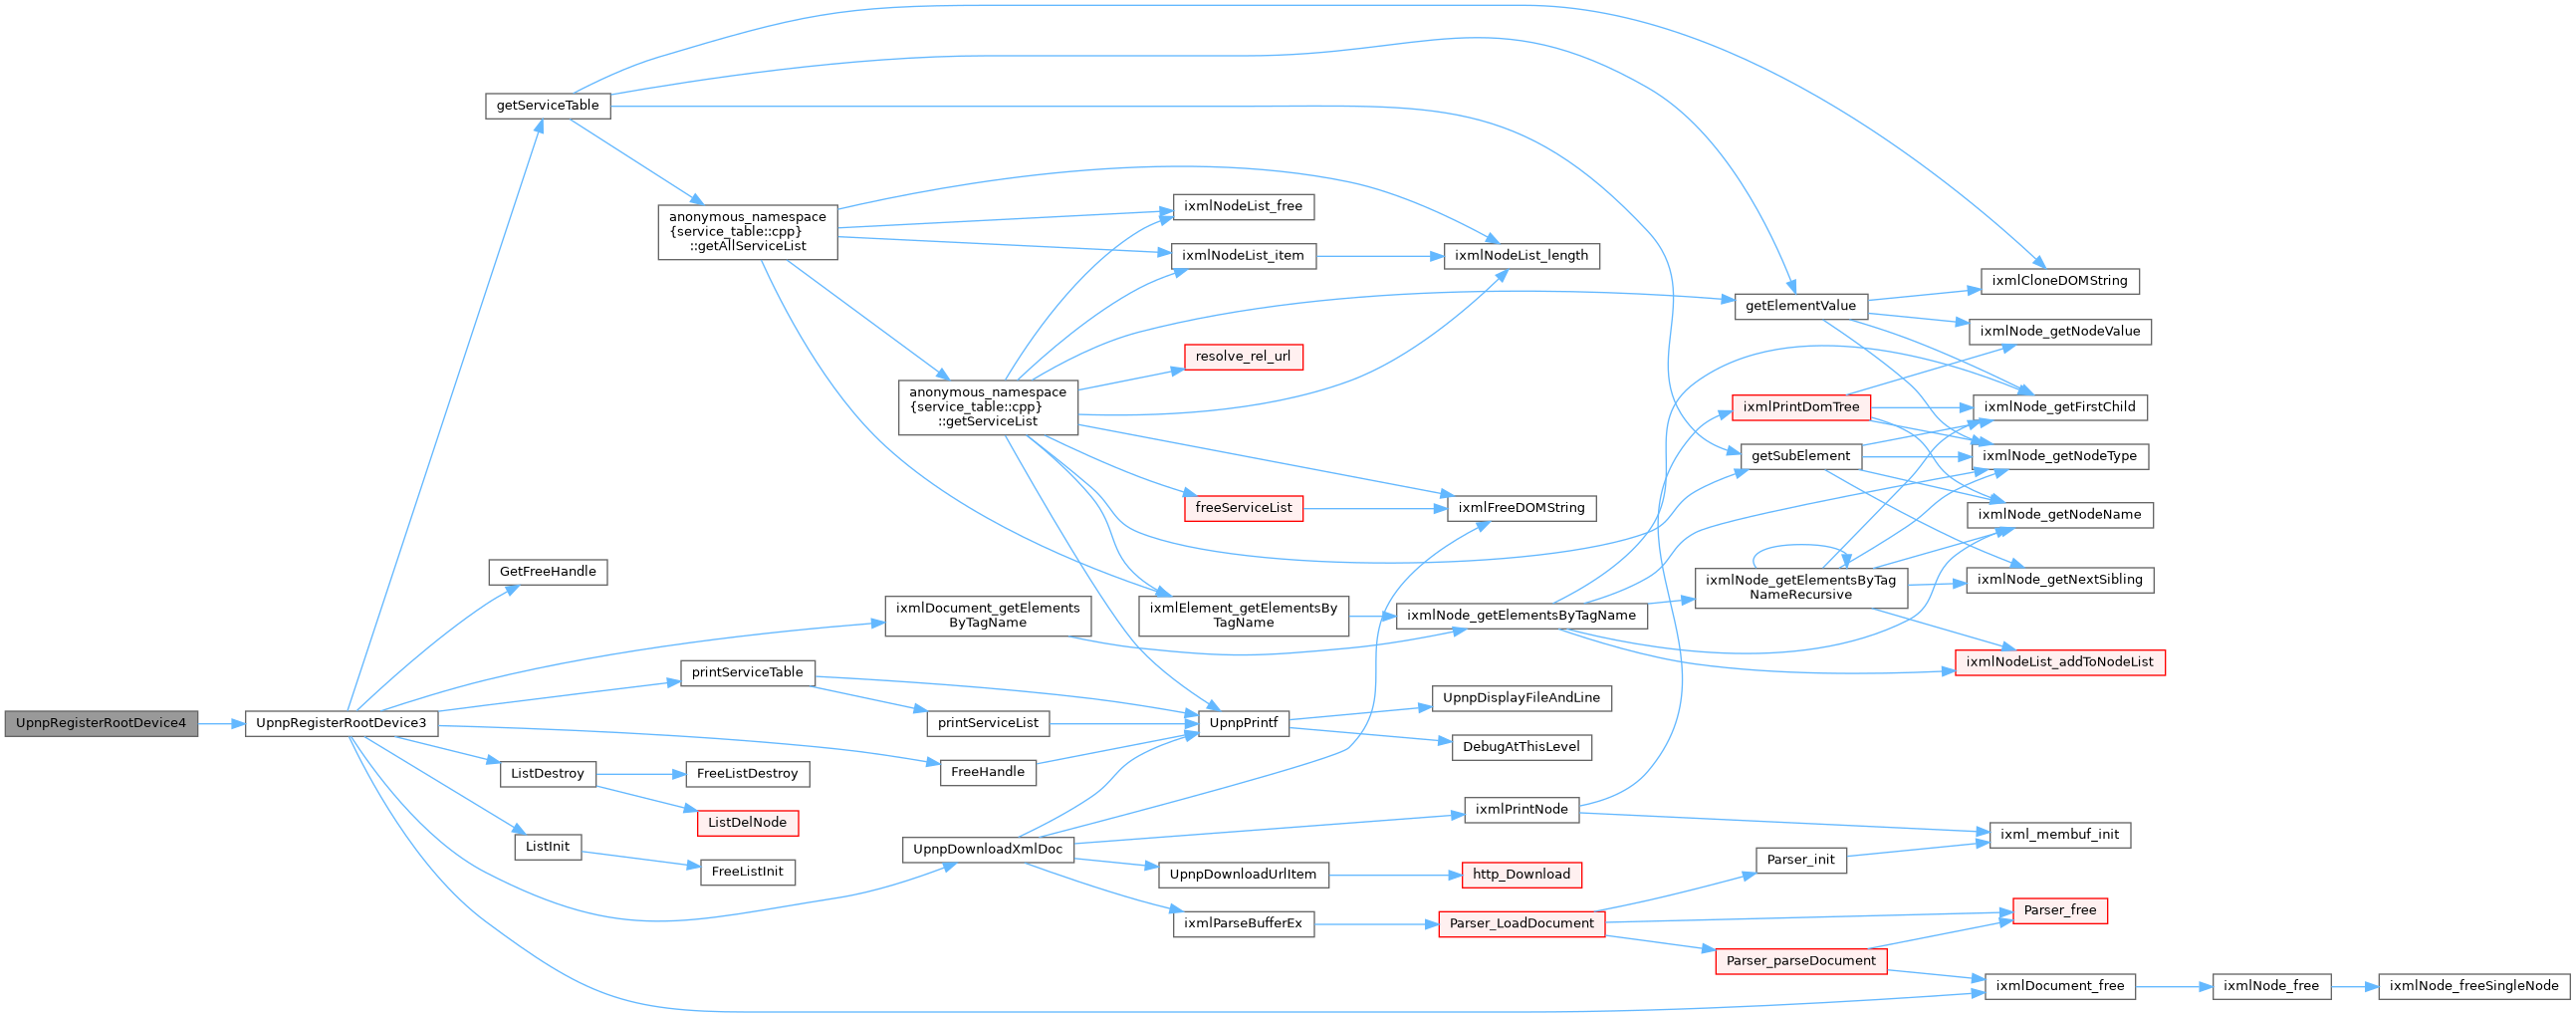 getServiceTable
anonymous_namespace
{service_table::cpp}
::getAllServiceList
ixmlNodeList_free
ixmlNodeList_item
ixmlNodeList_length
ixmlCloneDOMString
getElementValue
ixmlNode_getNodeValue
resolve_rel_url
anonymous_namespace
{service_table::cpp}
::getServiceList
ixmlPrintDomTree
ixmlNode_getFirstChild
getSubElement
ixmlNode_getNodeType
freeServiceList
ixmlFreeDOMString
ixmlNode_getNodeName
GetFreeHandle
ixmlNode_getElementsByTag
NameRecursive
ixmlNode_getNextSibling
ixmlDocument_getElements
ByTagName
ixmlElement_getElementsBy
TagName
ixmlNode_getElementsByTagName
ixmlNodeList_addToNodeList
printServiceTable
UpnpDisplayFileAndLine
UpnpRegisterRootDevice4
UpnpRegisterRootDevice3
printServiceList
UpnpPrintf
DebugAtThisLevel
ListDestroy
FreeListDestroy
FreeHandle
ListDelNode
ixmlPrintNode
ixml_membuf_init
ListInit
UpnpDownloadXmlDoc
Parser_init
FreeListInit
UpnpDownloadUrlItem
http_Download
ixmlParseBufferEx
Parser_LoadDocument
Parser_free
Parser_parseDocument
ixmlDocument_free
ixmlNode_free
ixmlNode_freeSingleNode